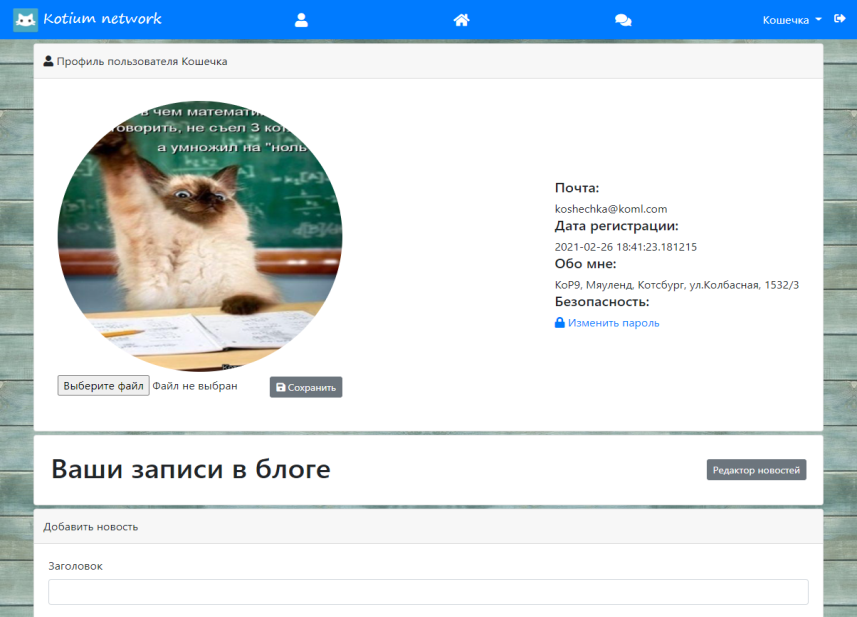 Kotium network
Кошечка
Профиль пользователя Кошечка
в чем математи
говорить, не съел 3 кот
а умножил на "ноль
Почта:
koshechka@koml.com
Дата регистрации:
2021-02-26 18:41:23.181215
Обо мне:
КоР9, Мяуленд, Котсбург, ул.Колбасная, 1532/3
Безопасность:
Изменить пароль
Выберите файл Файл не выбран
Сохранить
Ваши записи в блоге
Редактор новостей
Добавить новость
Заголовок